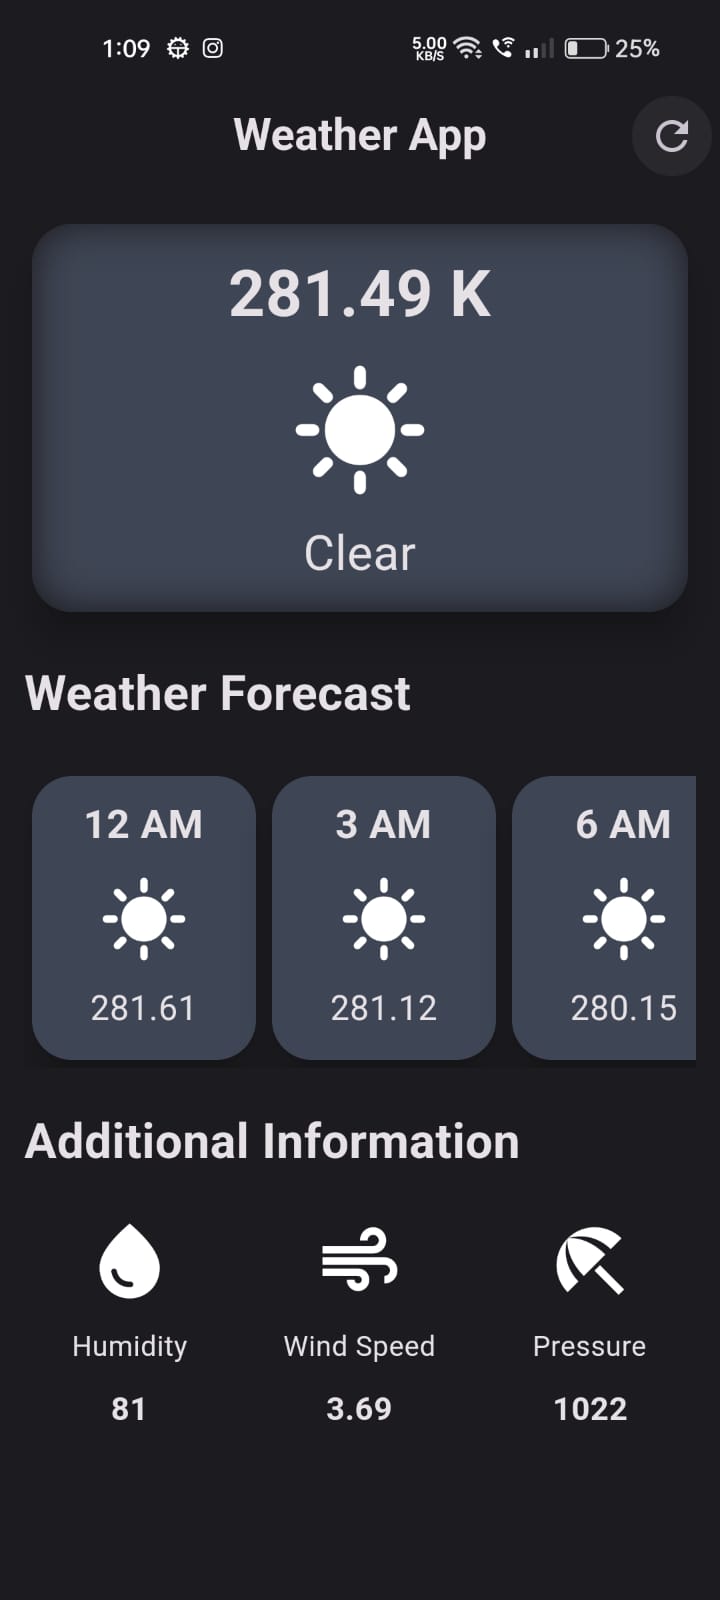 1:09 5.00 KB/S 25%
Weather App
281.49 K
Clear
Weather Forecast
12 AM 3 AM 6 AM
281.61 281.12 280.15
Additional Information
Humidity Wind Speed Pressure
81 3.69 1022